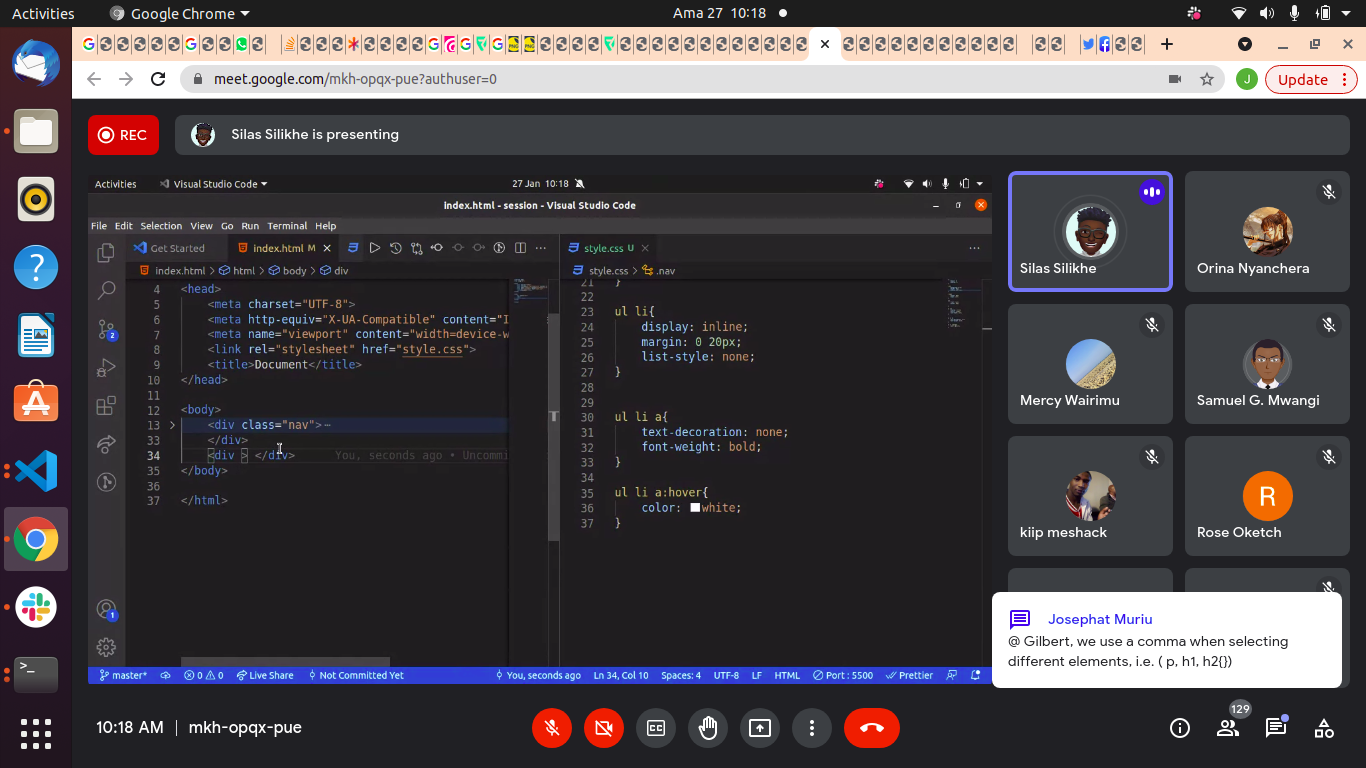 Activities
Google Chrome
Ama 27 10:18
meet.google.com/mkh-opqx-pue?authuser=0
J
Update
REC
Silas Silikhe is presenting
Activities
Visual Studio Code
27 Jan 10:18
index.html - session - Visual Studio Code
File Edit Selection View Go Run Terminal Help
Get Started
index.html M
style.css U
index.html > html > body > div
style.css > .nav
4 <head>
5 <meta charset="UTF-8">
6 <meta http-equiv="X-UA-Compatible" content="I
7 <meta name="viewport" content="width=device-w
8 <link rel="stylesheet" href="style.css">
9 <title>Document</title>
10 </head>
11
12 <body>
13 <div class="nav">⋯
33 </div>
34 <div > </div> You, seconds ago • Uncommi
35 </body>
36
37 </html>
21 }
22
23 ul li{
24 display: inline;
25 margin: 0 20px;
26 list-style: none;
27 }
28
29
30 ul li a{
31 text-decoration: none;
32 font-weight: bold;
33 }
34
35 ul li a:hover{
36 color: white;
37 }
2
1
master*
0 0
Live Share
Not Committed Yet
You, seconds ago
Ln 34, Col 10
Spaces: 4
UTF-8
LF
HTML
Port : 5500
Prettier
Silas Silikhe
Orina Nyanchera
Mercy Wairimu
Samuel G. Mwangi
kiip meshack
R
Rose Oketch
Josephat Muriu
@ Gilbert, we use a comma when selecting
different elements, i.e. ( p, h1, h2{})
10:18 AM | mkh-opqx-pue
129